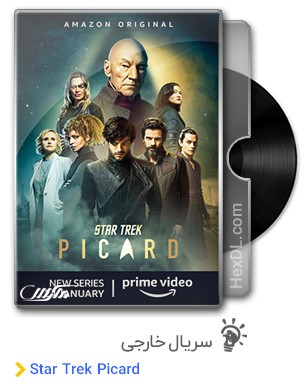 AMAZON ORIGINAL
STAR TREK
PICARD
NEW SERIES
JANUARY
prime video
HexDL.com
سریال خارجی
Star Trek Picard